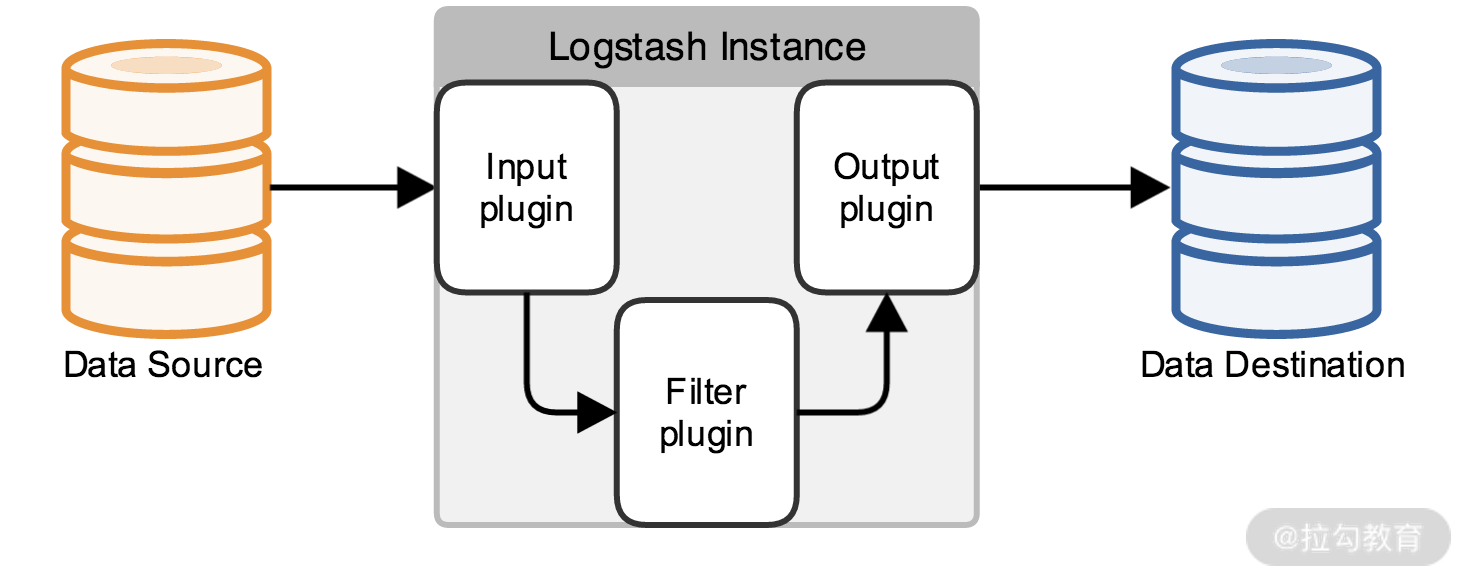 Logstash Instance
Input
plugin
Output
plugin
Filter
plugin
Data Source
Data Destination
@拉勾教育